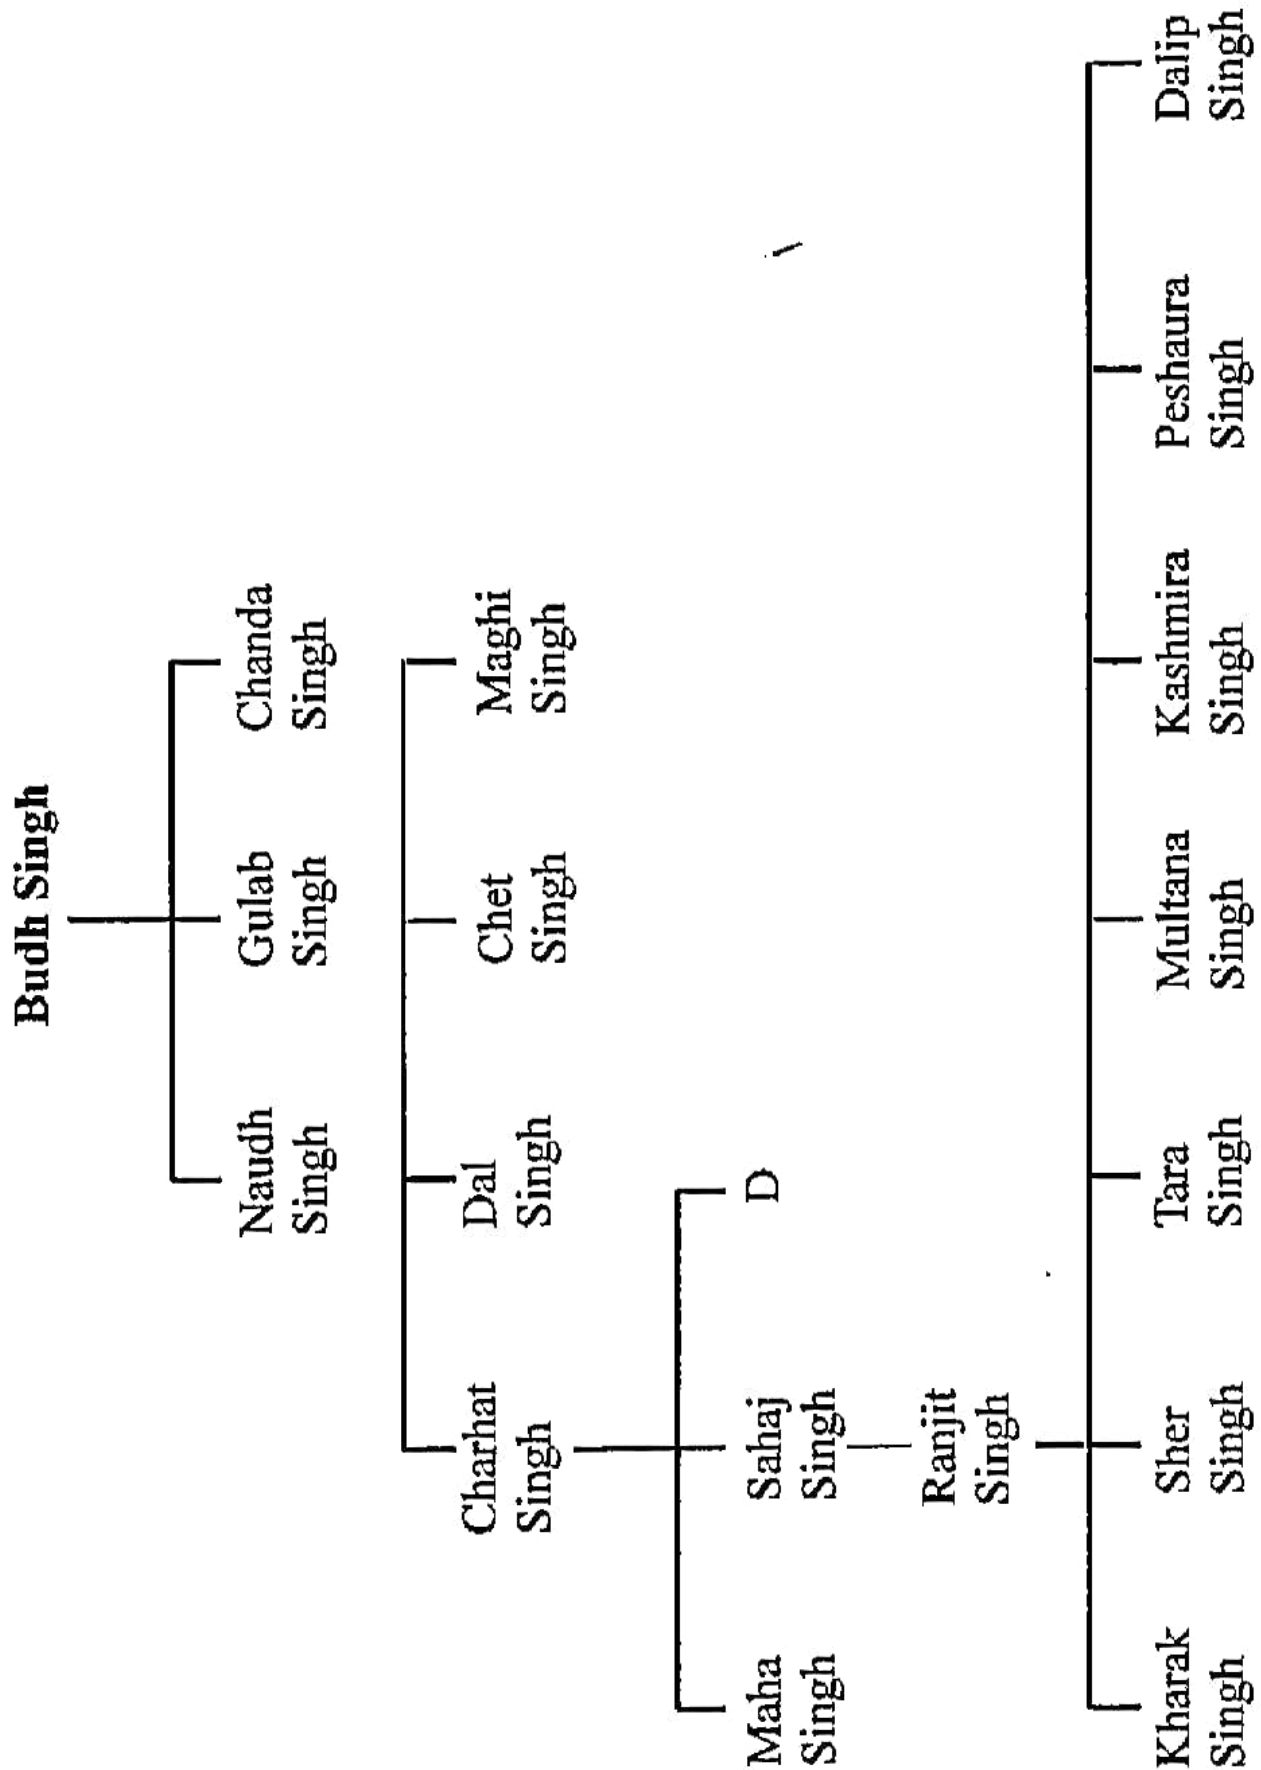 Budh Singh
Naudh
Singh
Gulab
Singh
Chanda
Singh
Charhat
Singh
Dal
Singh
Chet
Singh
Maghi
Singh
Maha
Singh
Sahaj
Singh
D
Ranjit
Singh
Kharak
Singh
Sher
Singh
Tara
Singh
Multana
Singh
Kashmira
Singh
Peshaura
Singh
Dalip
Singh